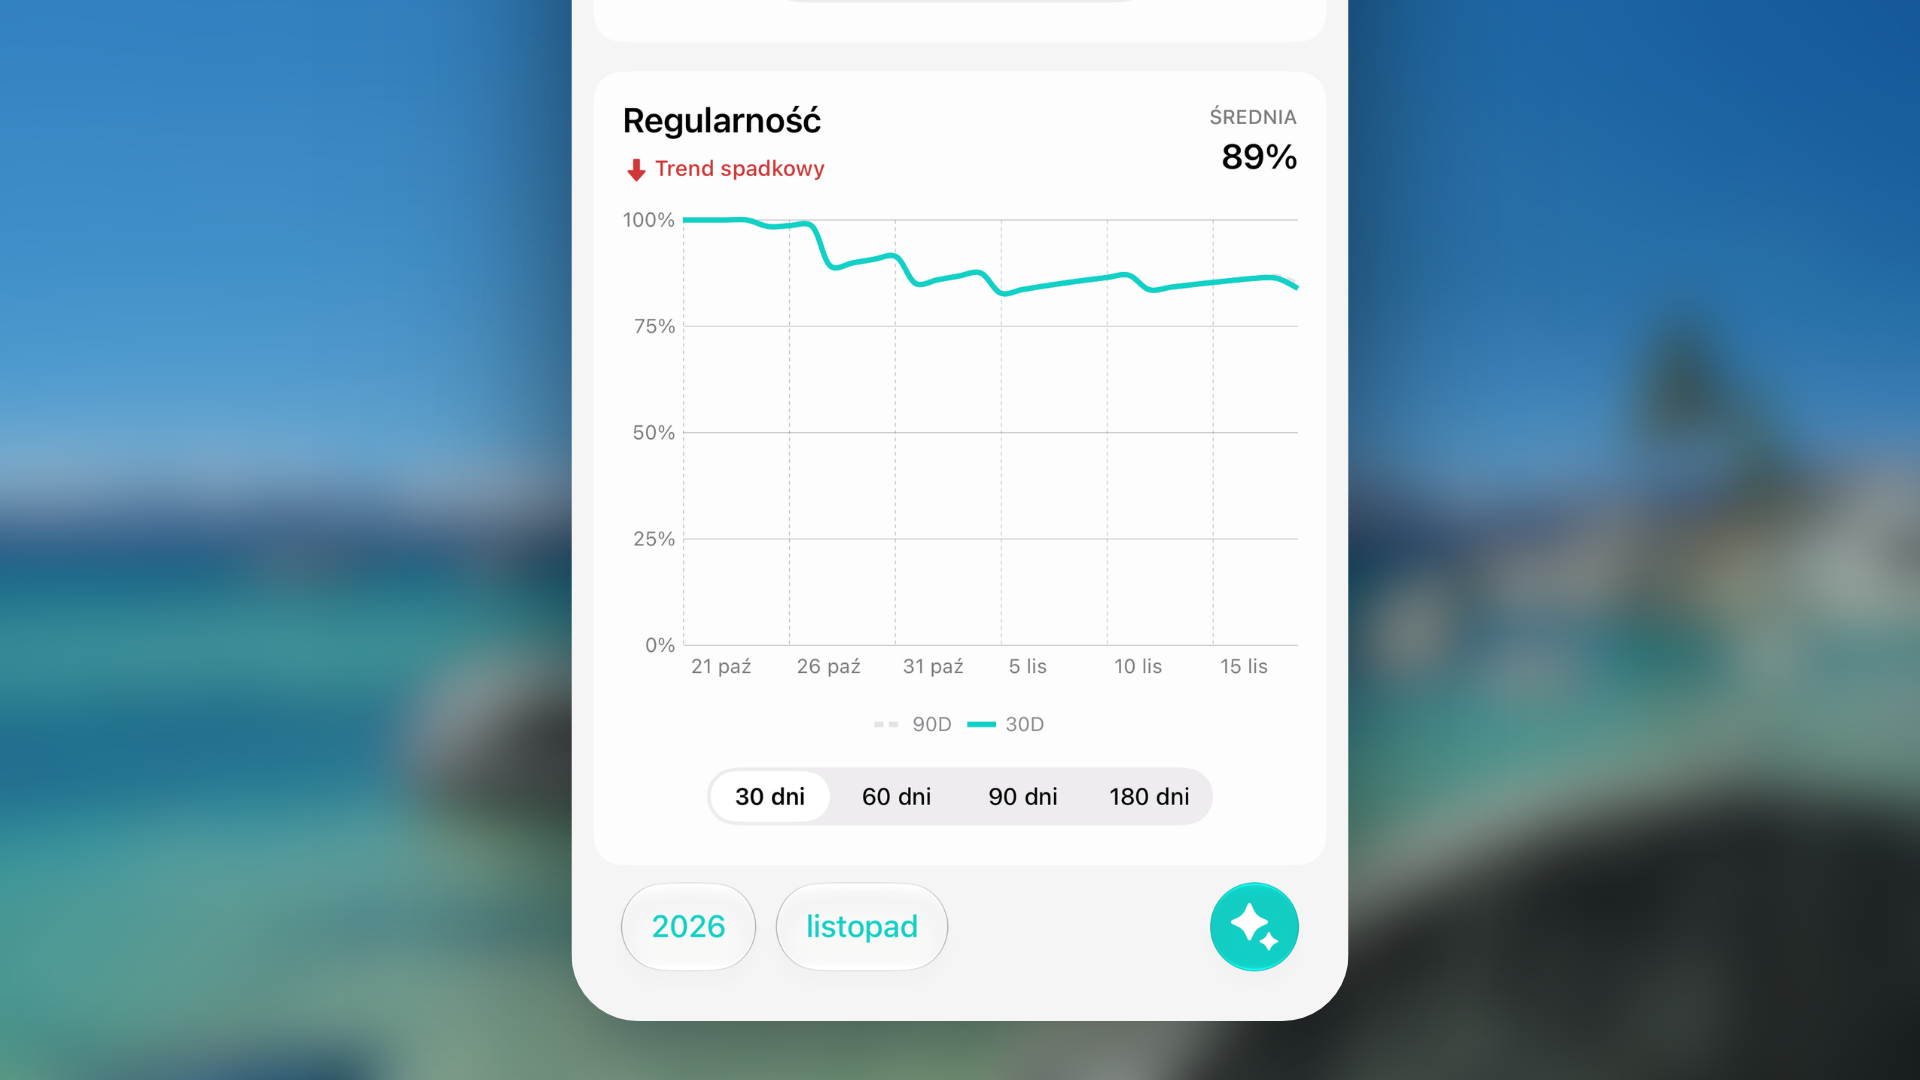 Regularność
ŚREDNIA
Trend spadkowy
89%
100%
75%
50%
25%
0%
21 paź
26 paź
31 paź
5 lis
10 lis
15 lis
90D
30D
30 dni
60 dni
90 dni
180 dni
2026
listopad